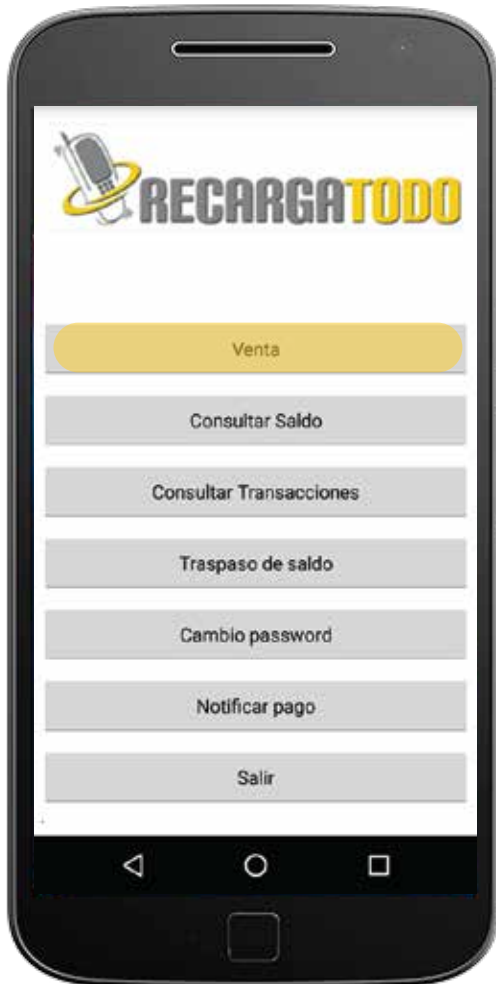 RECARGATODO
Venta
Consultar Saldo
Consultar Transacciones
Traspaso de saldo
Cambio password
Notificar pago
Salir